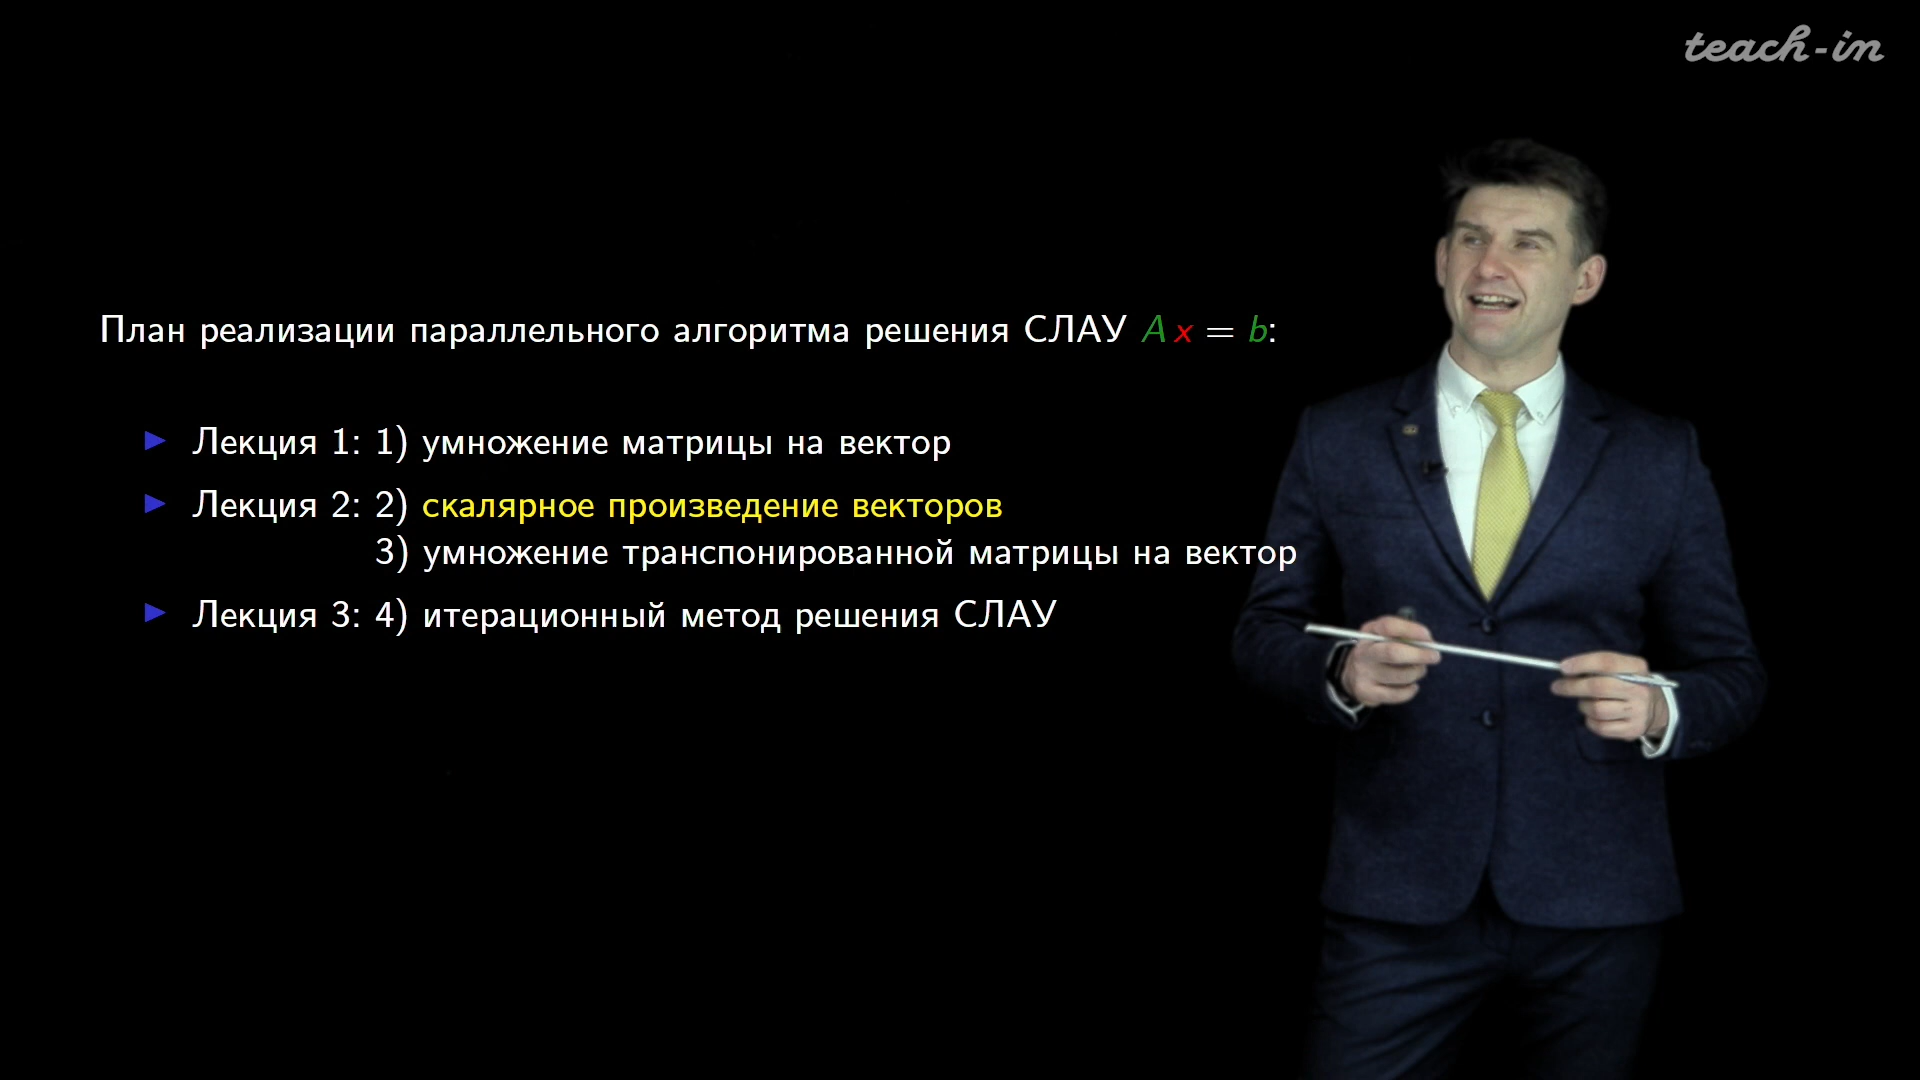 teach-in
План реализации параллельного алгоритма решения СЛАУ A x = b:
▶ Лекция 1: 1) умножение матрицы на вектор
▶ Лекция 2: 2) скалярное произведение векторов
3) умножение транспонированной матрицы на вектор
▶ Лекция 3: 4) итерационный метод решения СЛАУ